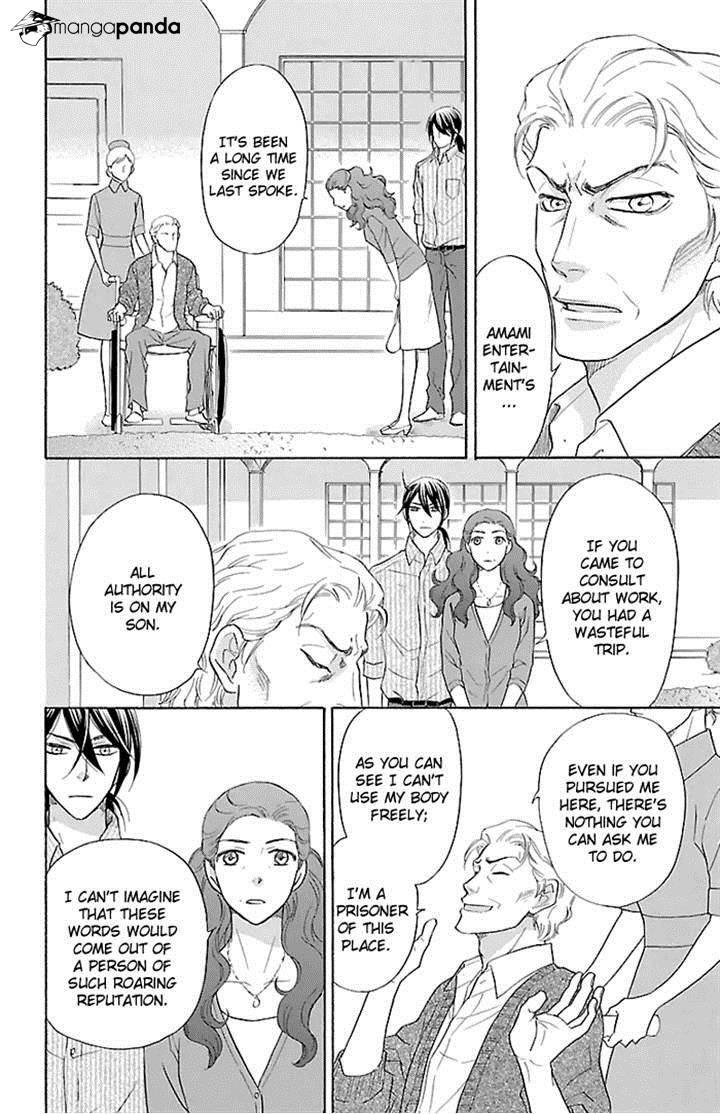 mangapanda
AMAMI
ENTER-
TAIN-
MENT'S
...
IT'S BEEN
A LONG TIME
SINCE WE
LAST SPOKE.
IF YOU
CAME TO
CONSULT
ABOUT WORK,
YOU HAD A
WASTEFUL
TRIP.
ALL
AUTHORITY
IS ON MY
SON.
EVEN IF YOU
PURSUED ME
HERE, THERE'S
NOTHING YOU
CAN ASK ME
TO DO.
AS YOU CAN
SEE I CAN'T
USE MY BODY
FREELY;
I'M A
PRISONER
OF THIS
PLACE.
I CAN'T IMAGINE
THAT THESE
WORDS WOULD
COME OUT OF
A PERSON OF
SUCH ROARING
REPUTATION.